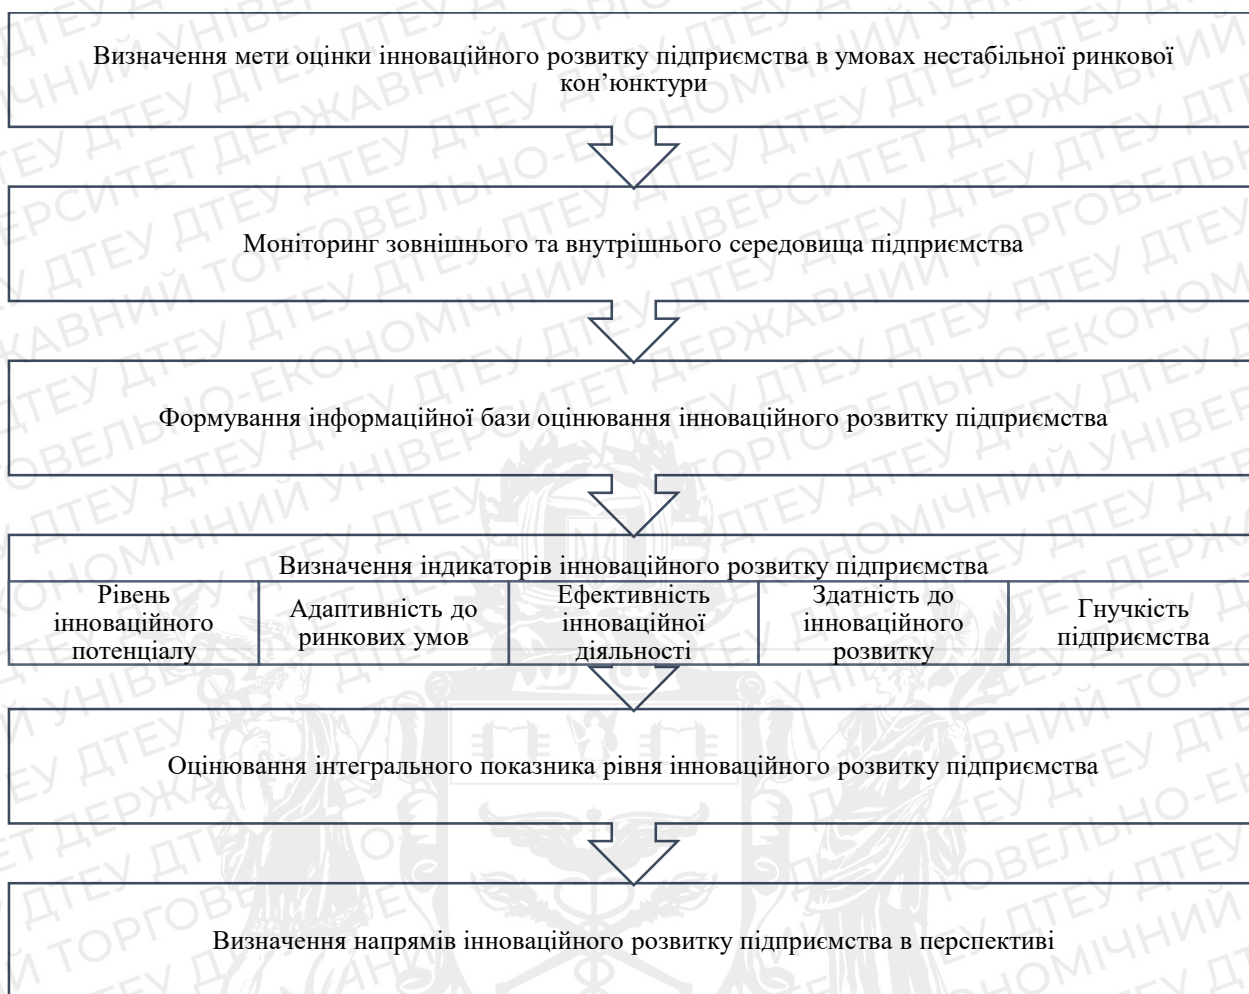 Визначення мети оцінки інноваційного розвитку підприємства в умовах нестабільної ринкової
кон’юнктури
Моніторинг зовнішнього та внутрішнього середовища підприємства
Формування інформаційної бази оцінювання інноваційного розвитку підприємства
Визначення індикаторів інноваційного розвитку підприємства
Рівень
інноваційного
потенціалу
Адаптивність до
ринкових умов
Ефективність
інноваційної
діяльності
Здатність до
інноваційного
розвитку
Гнучкість
підприємства
Оцінювання інтегрального показника рівня інноваційного розвитку підприємства
Визначення напрямів інноваційного розвитку підприємства в перспективі